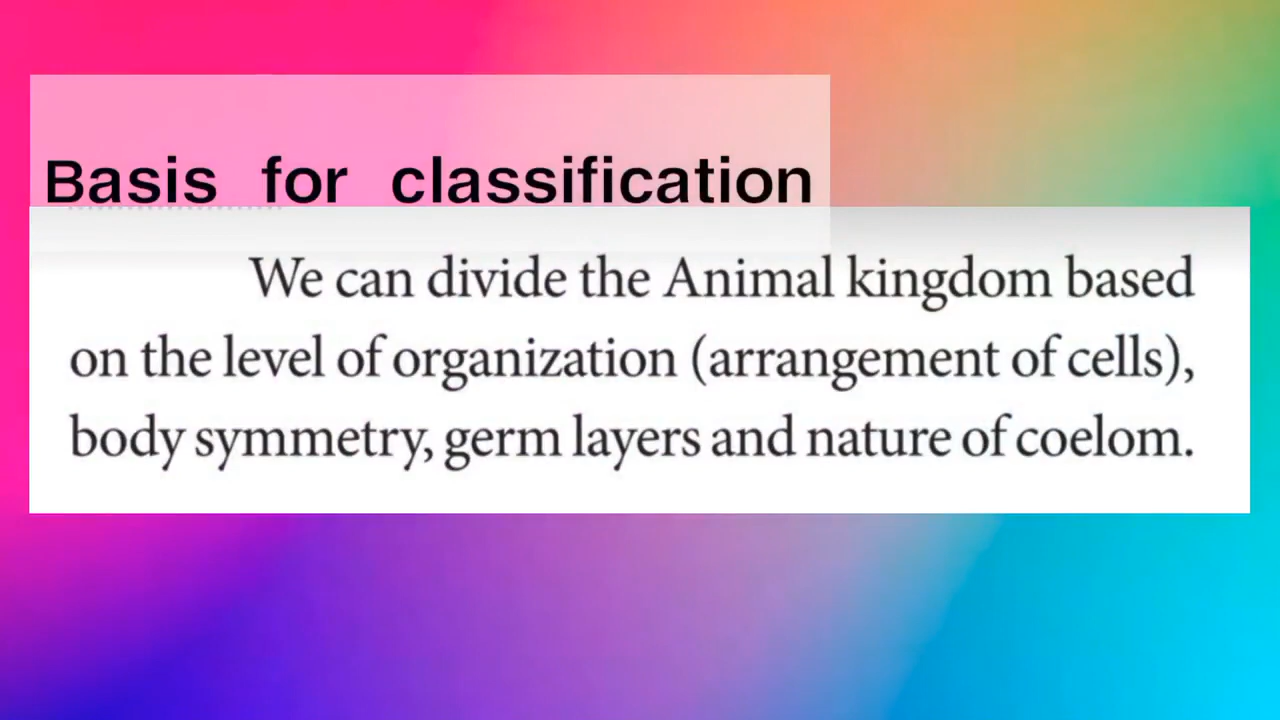 Basis for classification
We can divide the Animal kingdom based
on the level of organization (arrangement of cells),
body symmetry, germ layers and nature of coelom.